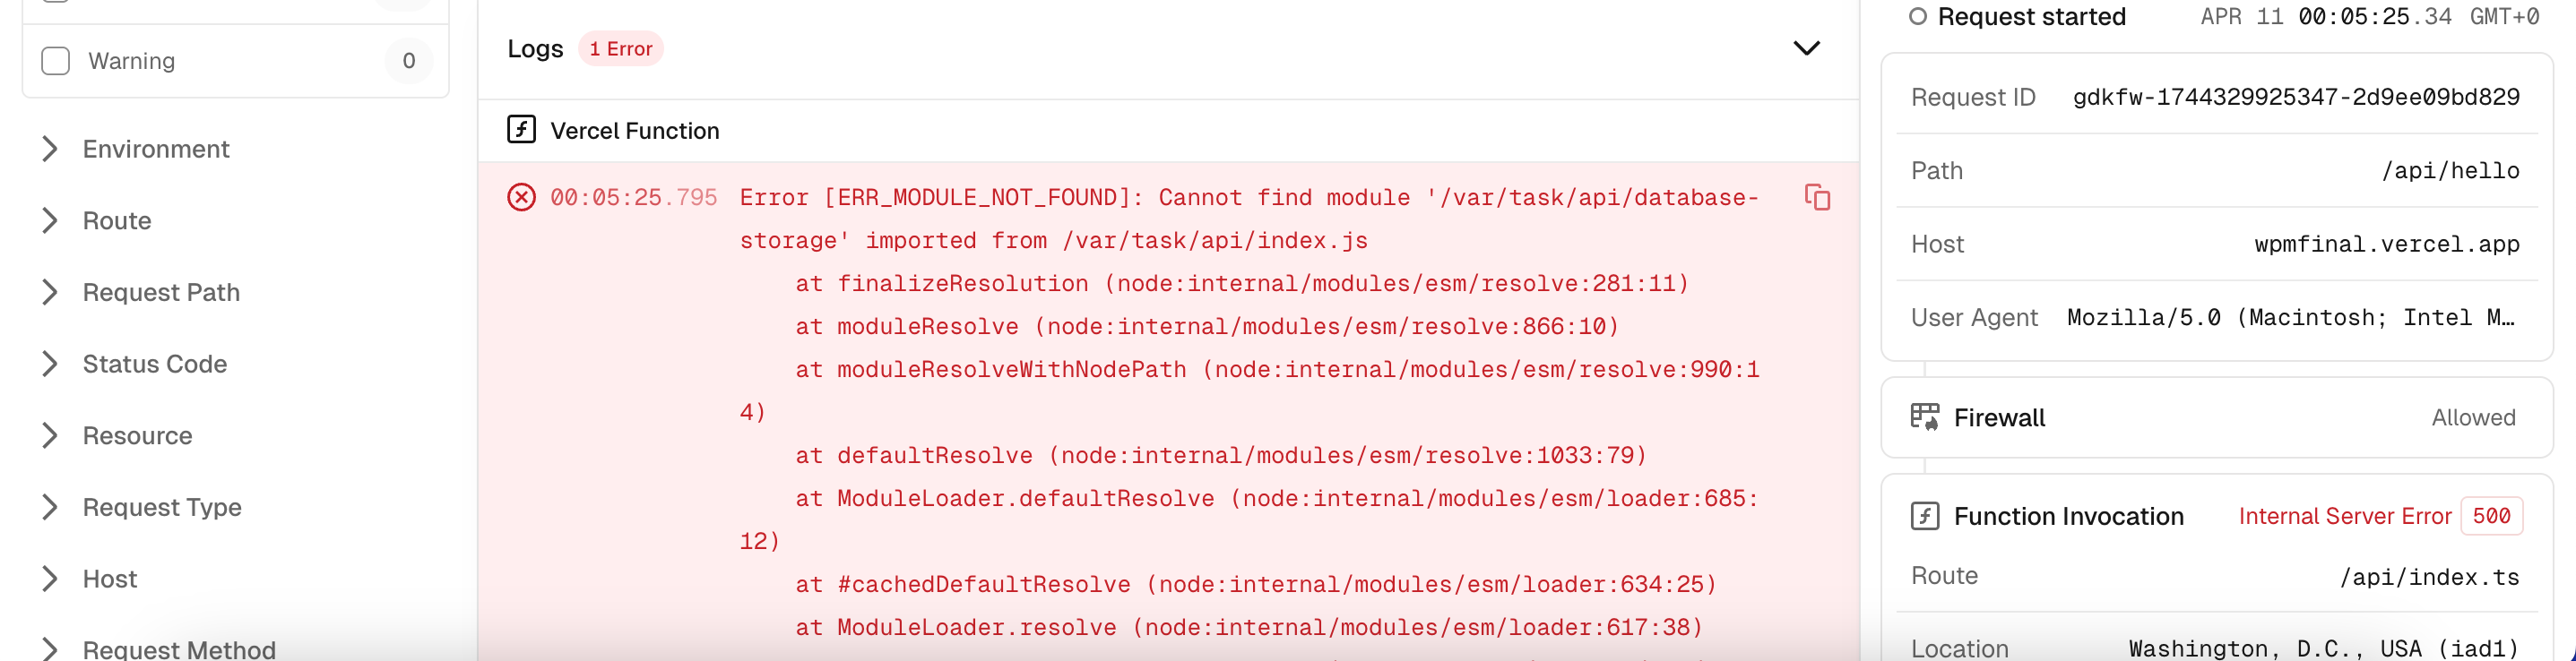 Warning 0
Environment
Route
Request Path
Status Code
Resource
Request Type
Host
Request Method
Logs 1 Error
Vercel Function
00:05:25.795 Error [ERR_MODULE_NOT_FOUND]: Cannot find module '/var/task/api/database-
storage' imported from /var/task/api/index.js
at finalizeResolution (node:internal/modules/esm/resolve:281:11)
at moduleResolve (node:internal/modules/esm/resolve:866:10)
at moduleResolveWithNodePath (node:internal/modules/esm/resolve:990:1
4)
at defaultResolve (node:internal/modules/esm/resolve:1033:79)
at ModuleLoader.defaultResolve (node:internal/modules/esm/loader:685:
12)
at #cachedDefaultResolve (node:internal/modules/esm/loader:634:25)
at ModuleLoader.resolve (node:internal/modules/esm/loader:617:38)
Request started APR 11 00:05:25.34 GMT+0
Request ID gdkfw-1744329925347-2d9ee09bd829
Path /api/hello
Host wpmfinal.vercel.app
User Agent Mozilla/5.0 (Macintosh; Intel M…
Firewall Allowed
Function Invocation Internal Server Error 500
Route /api/index.ts
Location Washington, D.C., USA (iad1)